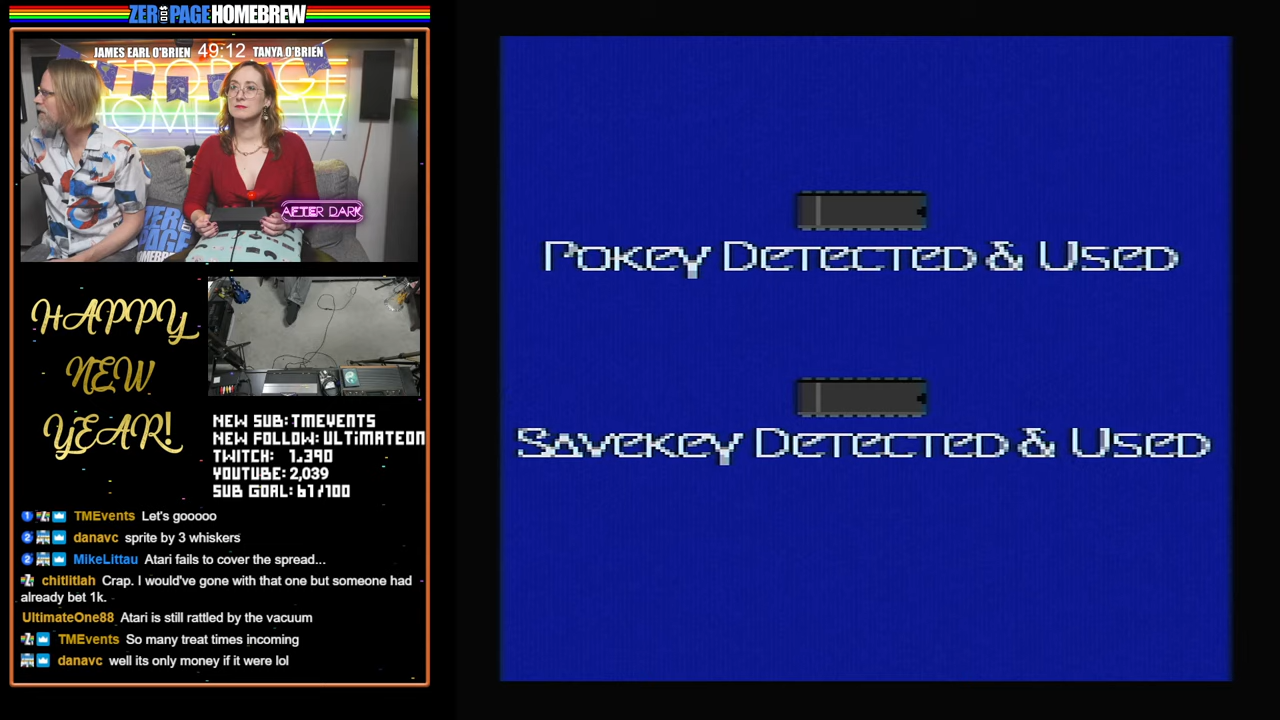 ZERO PAGE HOMEBREW
JAMES EARL O'BRIEN 49:12 TANYA O'BRIEN
HOMEBREW
ZERO
PAGE
AFTER DARK
HAPPY
NEW
YEAR!
NEW SUB: TMEVENTS
NEW FOLLOW: ULTIMATEON
TWITCH: 1,390
YOUTUBE: 2,039
SUB GOAL: 67/100
TMEvents Let's gooooo
danavc sprite by 3 whiskers
MikeLittau Atari fails to cover the spread...
chitlitlah Crap. I would've gone with that one but someone had
already bet 1k.
UltimateOne88 Atari is still rattled by the vacuum
TMEvents So many treat times incoming
danavc well its only money if it were lol
Pokey Detected & Used
Savekey Detected & Used